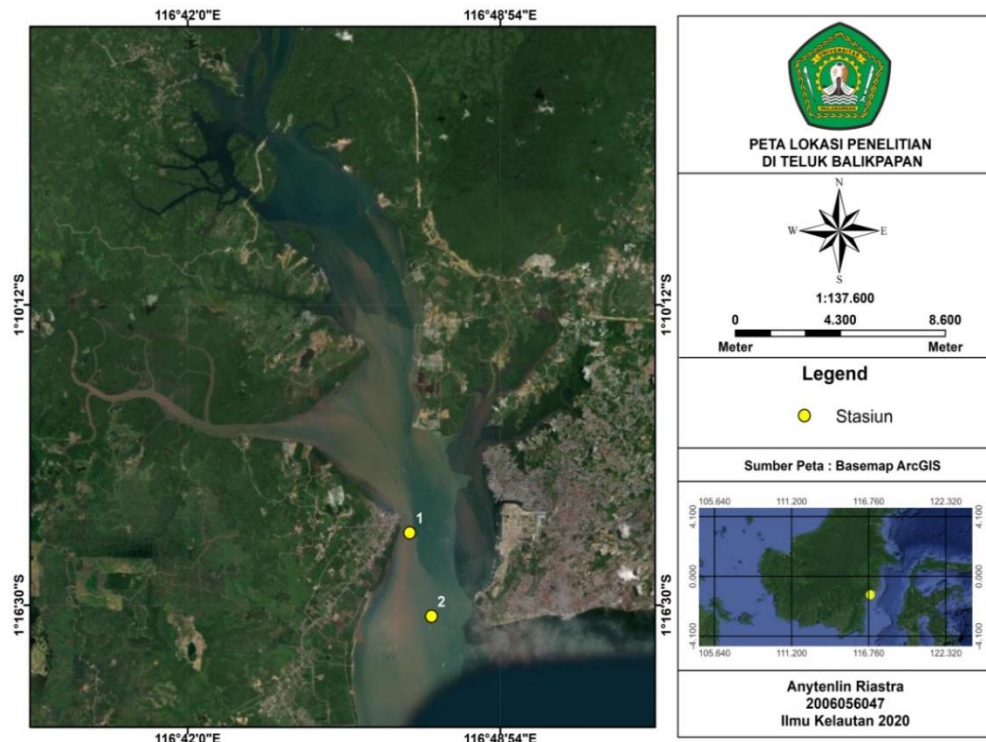 116°42'0"E
116°48'54"E
1°10'12"S
1°10'12"S
1
2
1°16'30"S
1°16'30"S
116°42'0"E
116°48'54"E
UNIVERSITAS
MULAWARMAN
PETA LOKASI PENELITIAN
DI TELUK BALIKPAPAN
N
W
E
S
1:137.600
0
4.300
8.600
Meter
Meter
Legend
Stasiun
Sumber Peta : Basemap ArcGIS
105.640
111.200
116.760
122.320
4.100
4.100
0.000
0.000
-4.100
-4.100
105.640
111.200
116.760
122.320
Anytenlin Riastra
2006056047
Ilmu Kelautan 2020